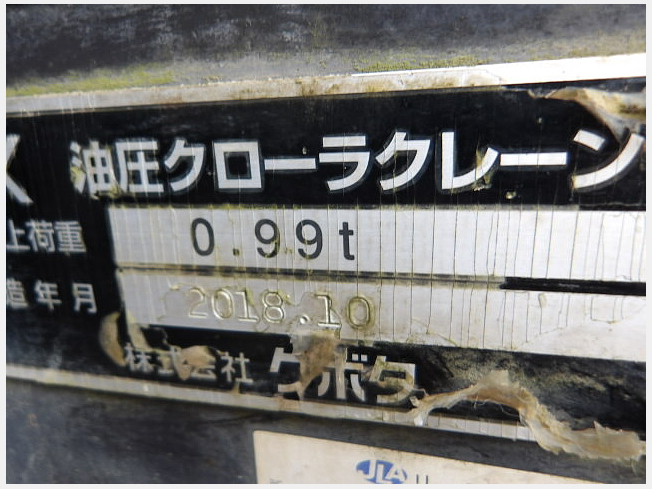 油圧クローラクレーン
上荷重 0.99t
造年月 2018.10
株式会社 クボタ
JLA